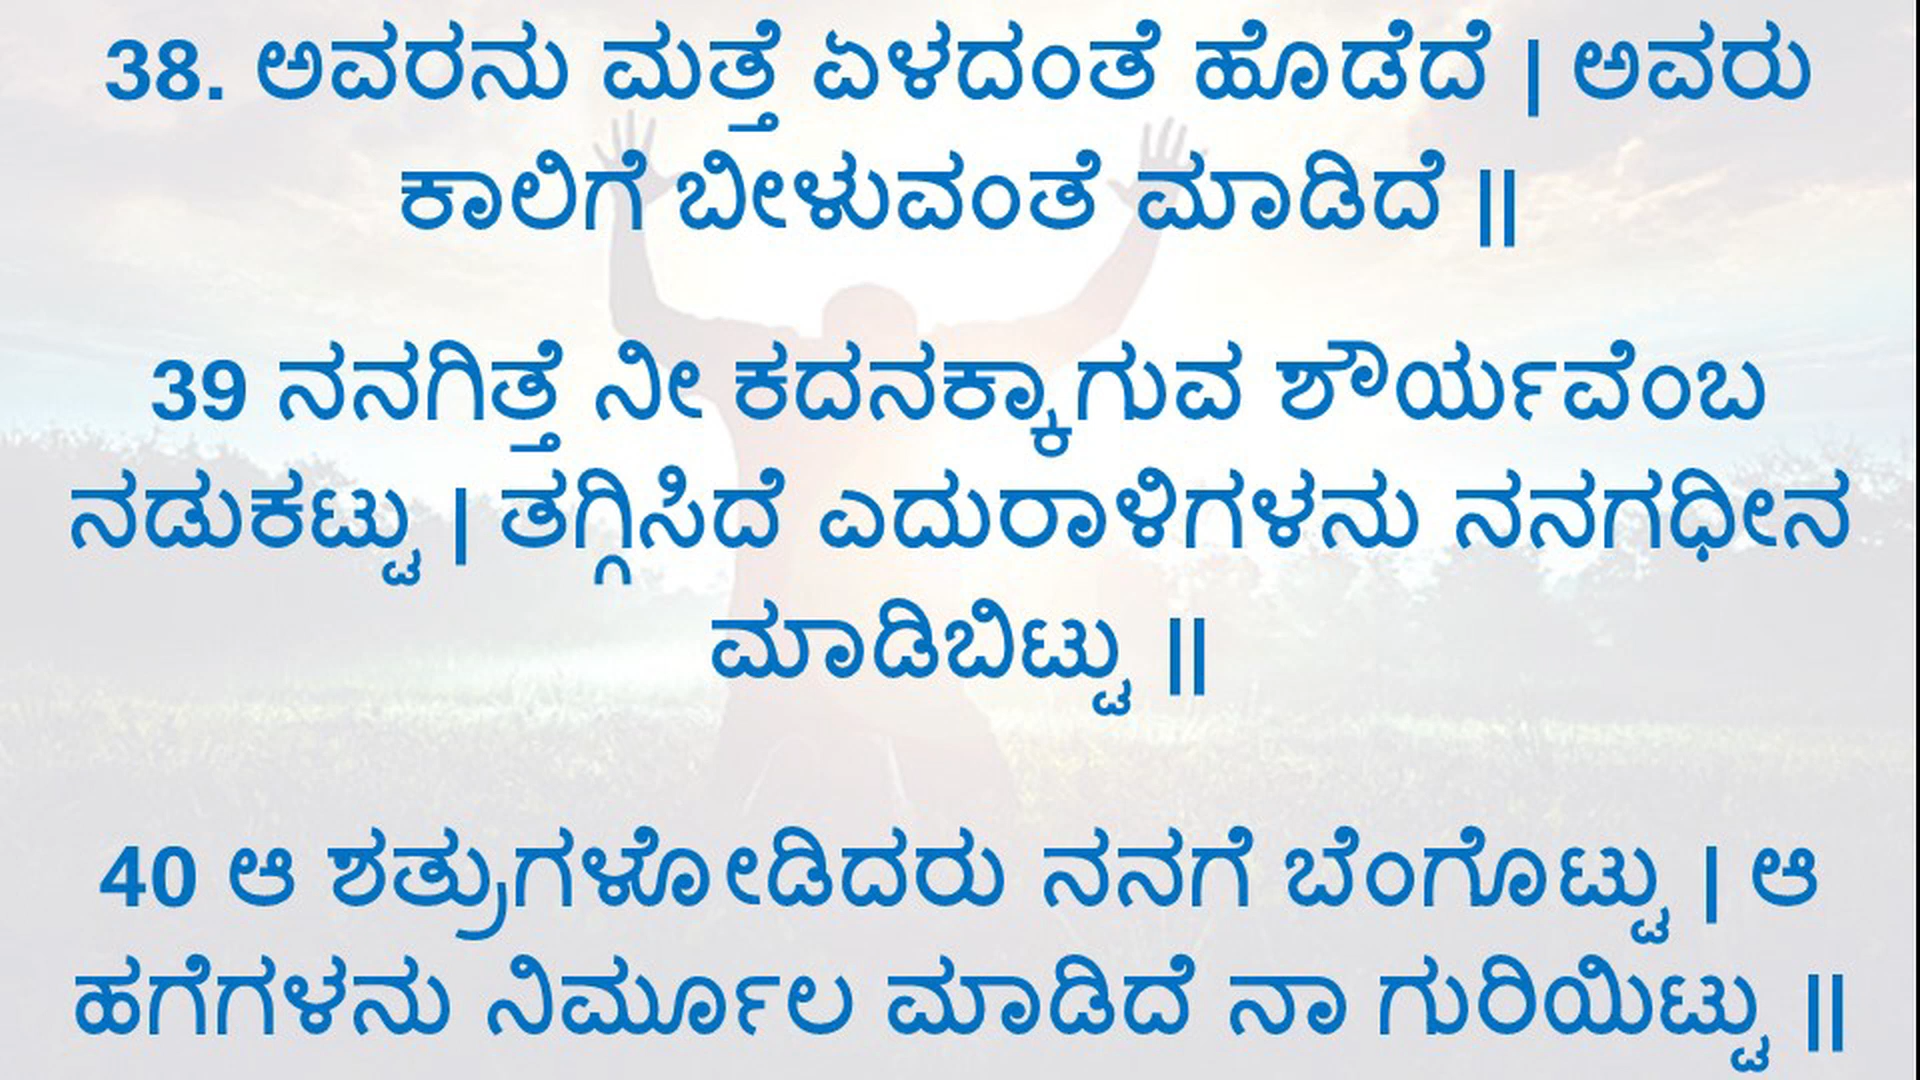 38. ಅವರನು ಮತ್ತೆ ಏಳದಂತೆ ಹೊಡೆದೆ | ಅವರು
ಕಾಲಿಗೆ ಬೀಳುವಂತೆ ಮಾಡಿದೆ ||
39 ನನಗಿತ್ತೆ ನೀ ಕದನಕ್ಕಾಗುವ ಶೌರ್ಯವೆಂಬ
ನಡುಕಟ್ಟು | ತಗ್ಗಿಸಿದೆ ಎದುರಾಳಿಗಳನು ನನಗಧೀನ
ಮಾಡಿಬಿಟ್ಟು ||
40 ಆ ಶತ್ರುಗಳೋಡಿದರು ನನಗೆ ಬೆಂಗೊಟ್ಟು | ಆ
ಹಗೆಗಳನು ನಿರ್ಮೂಲ ಮಾಡಿದೆ ನಾ ಗುರಿಯಿಟ್ಟು ||